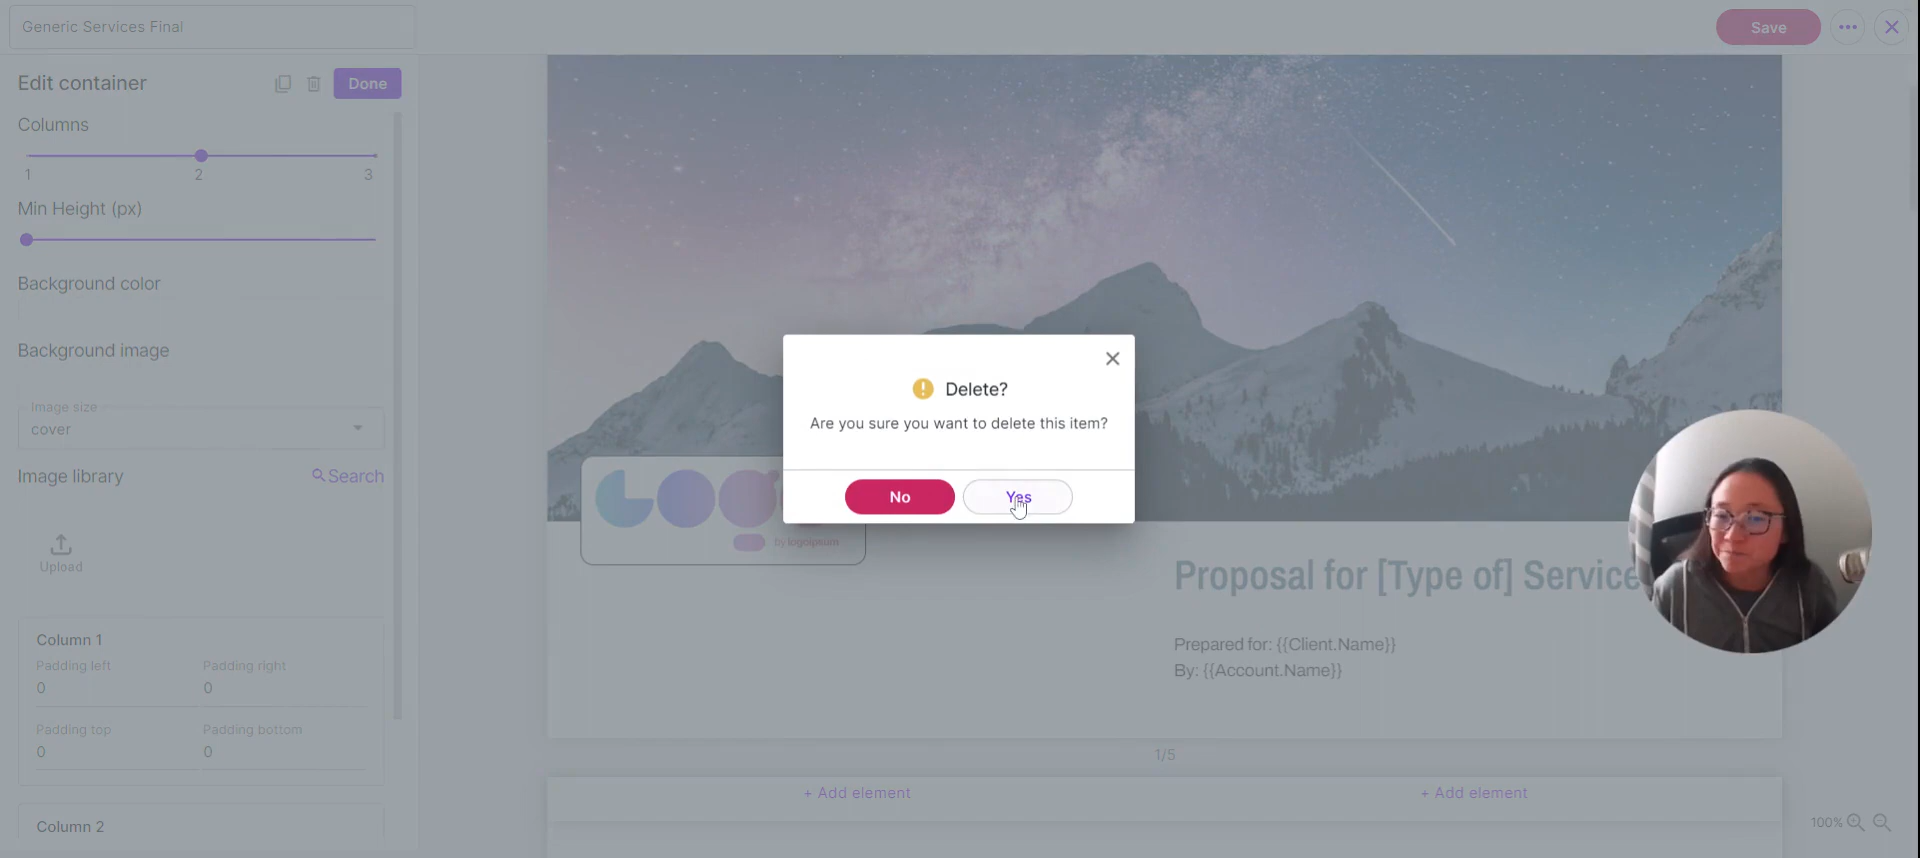 Generic Services Final
Save
Edit container
Done
Columns
1 2 3
Min Height (px)
Background color
Background image
Image size
cover
Image library
Search
Upload
Column 1
Padding left Padding right
0 0
Padding top Padding bottom
0 0
Column 2
Delete?
Are you sure you want to delete this item?
No Yes
by logoipsum
Proposal for [Type of] Service
Prepared for: {{Client.Name}}
By: {{Account.Name}}
1/5
+ Add element + Add element
100%